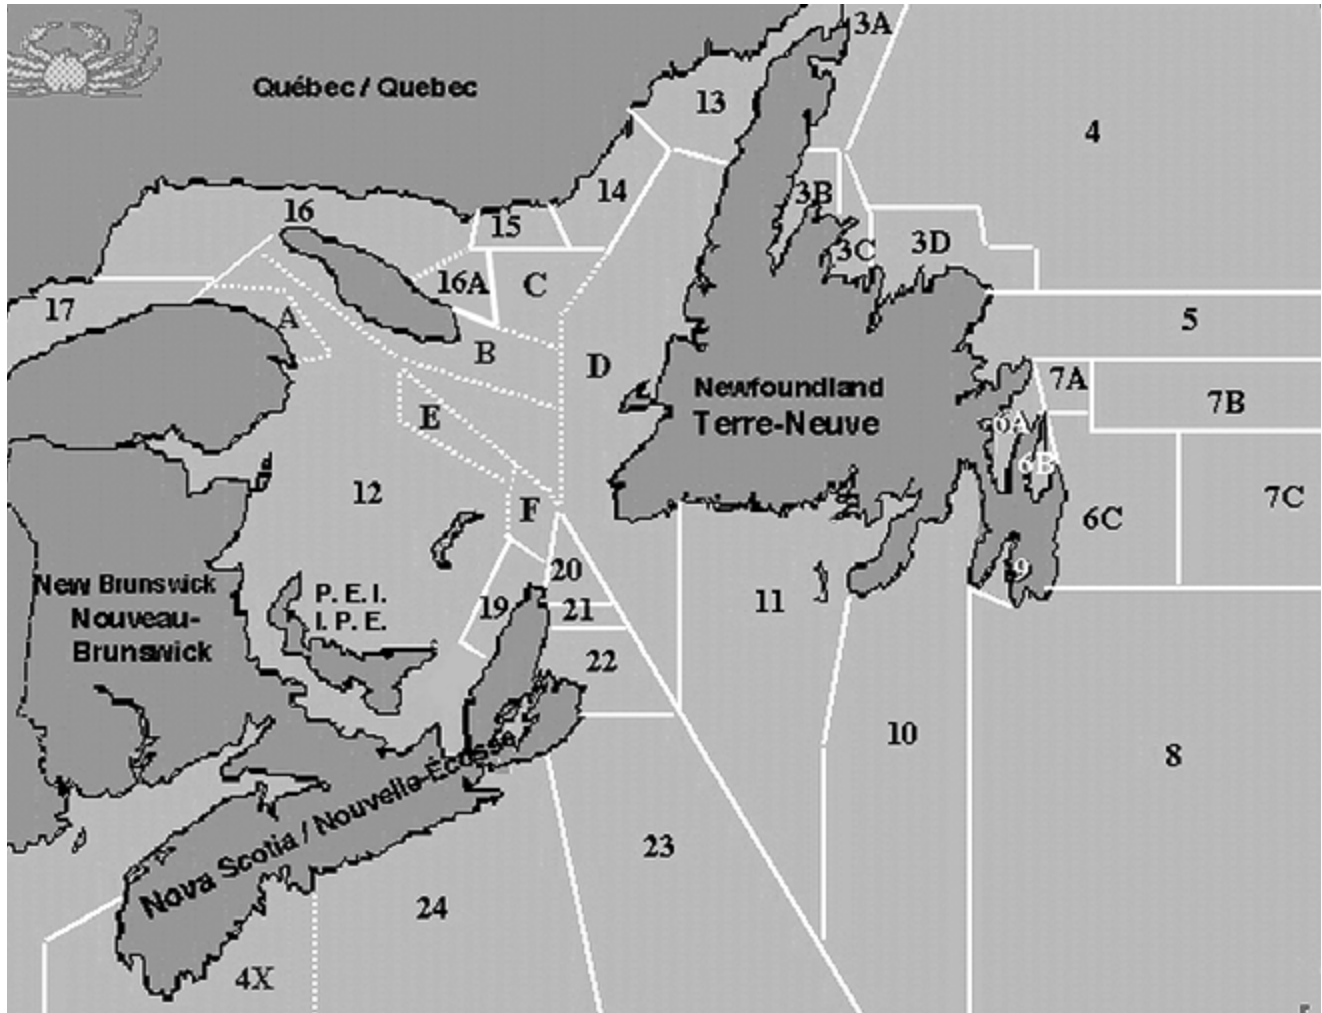 3A
Québec / Quebec
13
4
14
3B
16
15
3C
3D
16A
C
17
A
5
B
D
7A
Newfoundland
Terre-Neuve
7B
E
6A
6B
12
7C
F
6C
20
9
New Brunswick
Nouveau-
Brunswick
P. E. I.
I. P. E.
19
21
11
22
10
8
Nova Scotia / Nouvelle-Écosse
23
24
4X